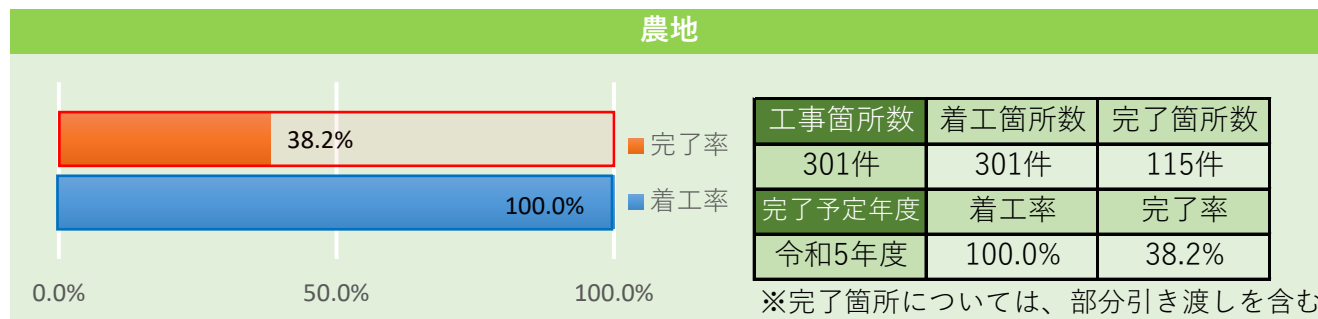 農地
38.2%
完了率
100.0%
着工率
0.0% 50.0% 100.0%
工事箇所数 着工箇所数 完了箇所数
301件 301件 115件
完了予定年度 着工率 完了率
令和5年度 100.0% 38.2%
※完了箇所については、部分引き渡しを含む